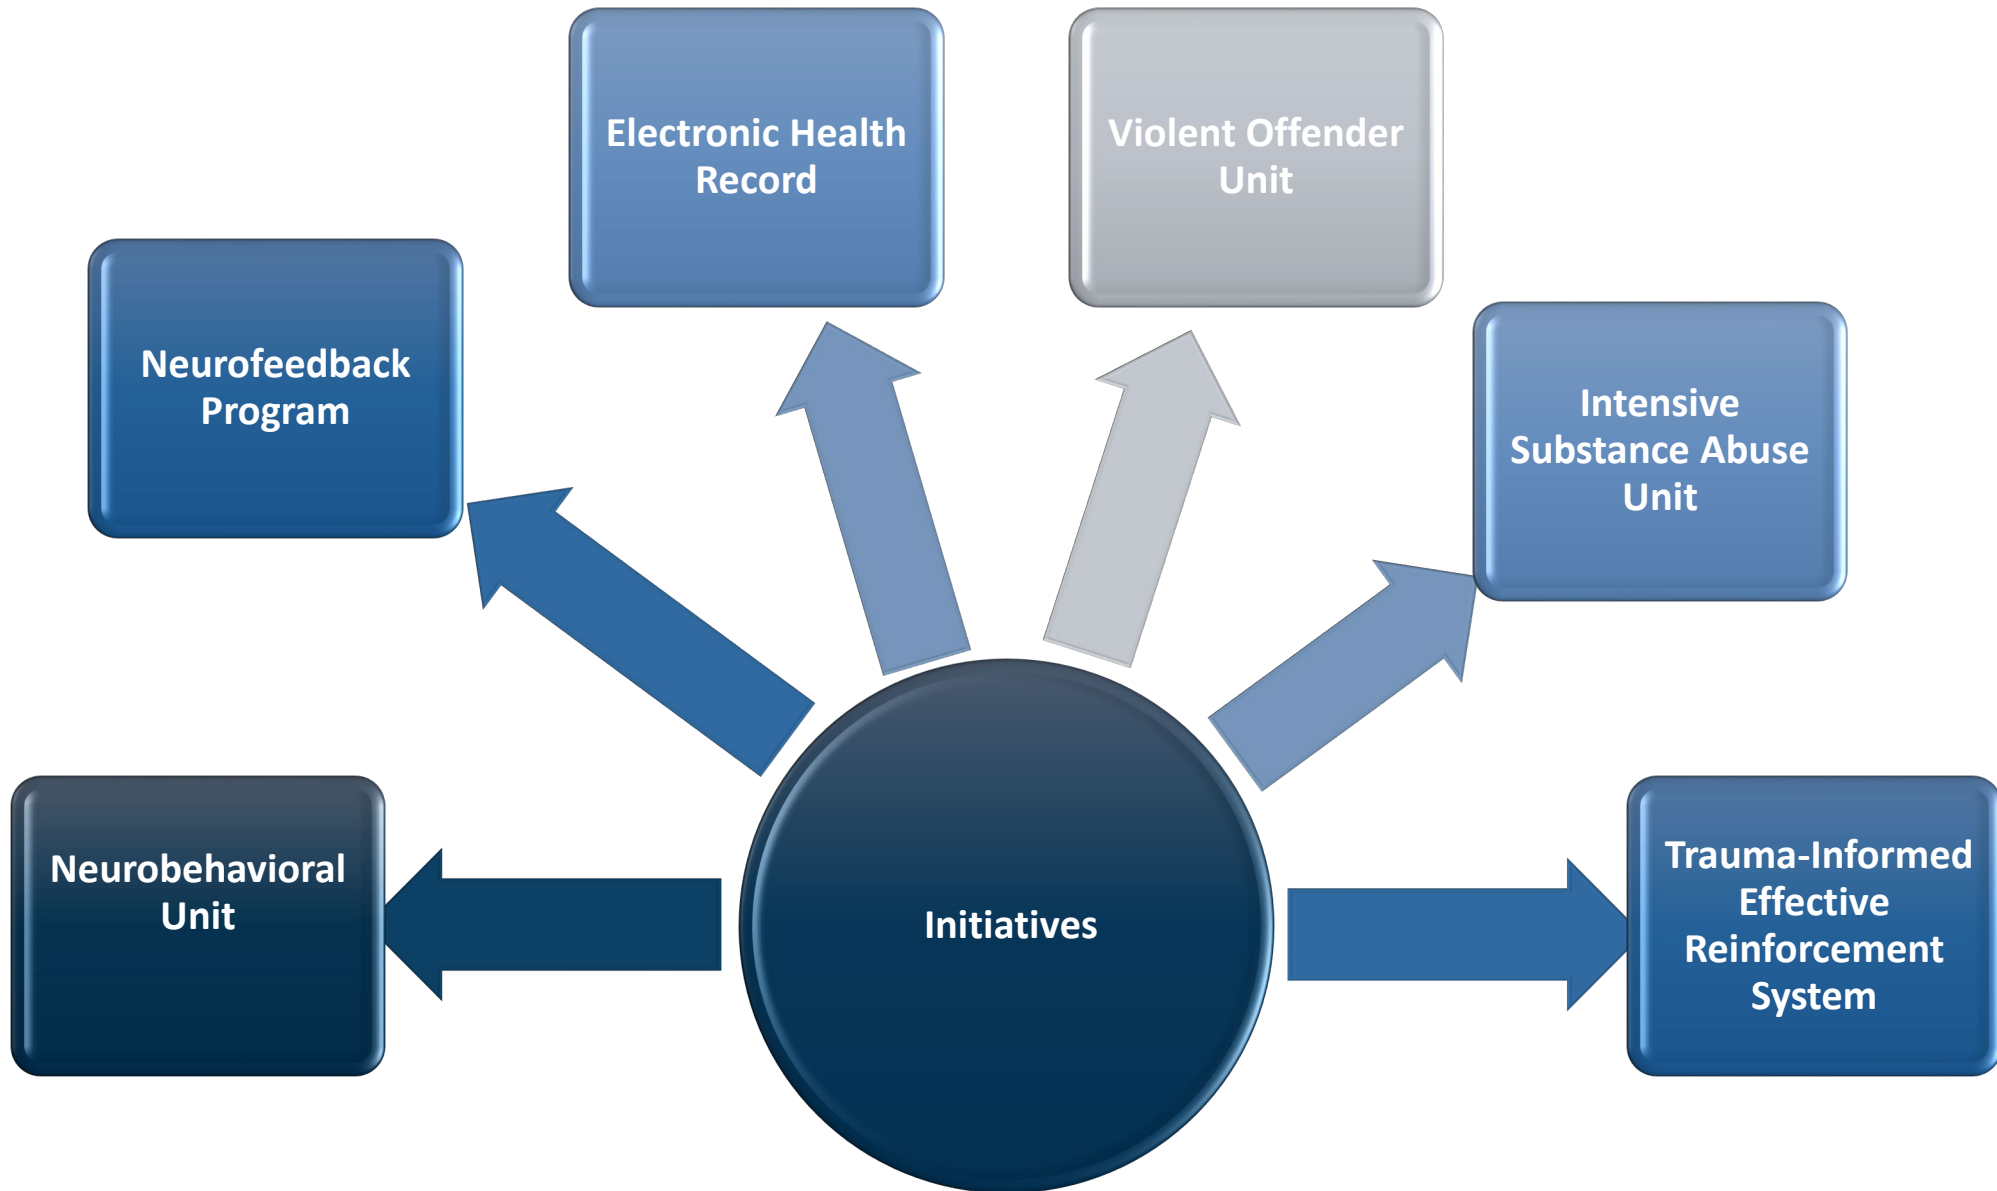 Electronic Health
Record
Violent Offender
Unit
Neurofeedback
Program
Intensive
Substance Abuse
Unit
Neurobehavioral
Unit
Initiatives
Trauma-Informed
Effective
Reinforcement
System